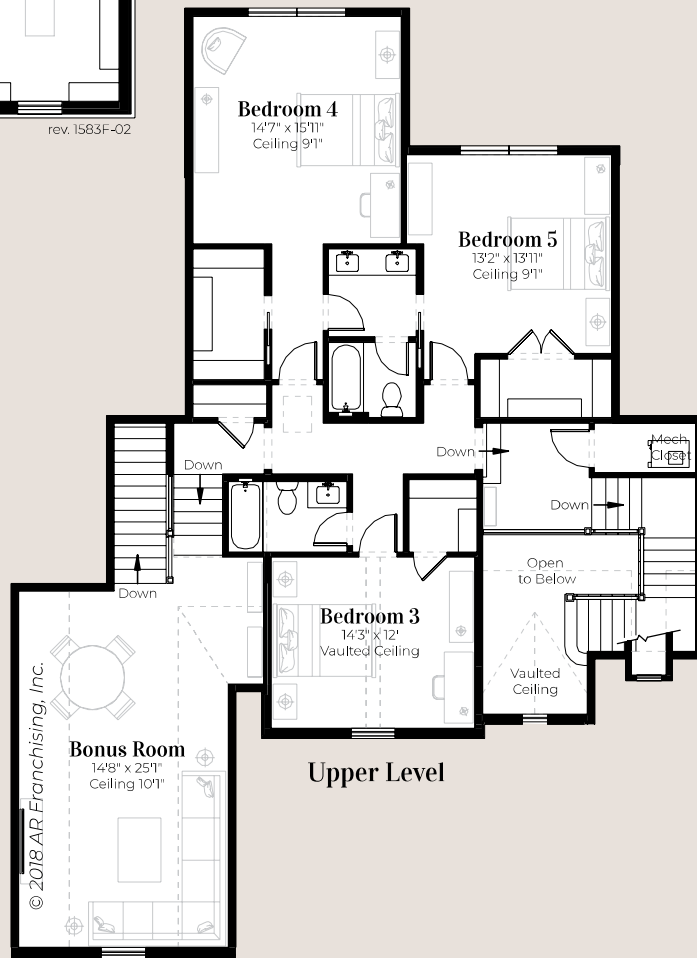 rev. 1583F-02
Bedroom 4
14'7" x 15'11"
Ceiling 9'1"
Bedroom 5
13'2" x 13'11"
Ceiling 9'1"
Down
Down
Mech
Closet
Down
Down
Open
to Below
Bedroom 3
14'3" x 12'
Vaulted Ceiling
Vaulted
Ceiling
Bonus Room
14'8" x 25'1"
Ceiling 10'1"
Upper Level
© 2018 AR Franchising, Inc.